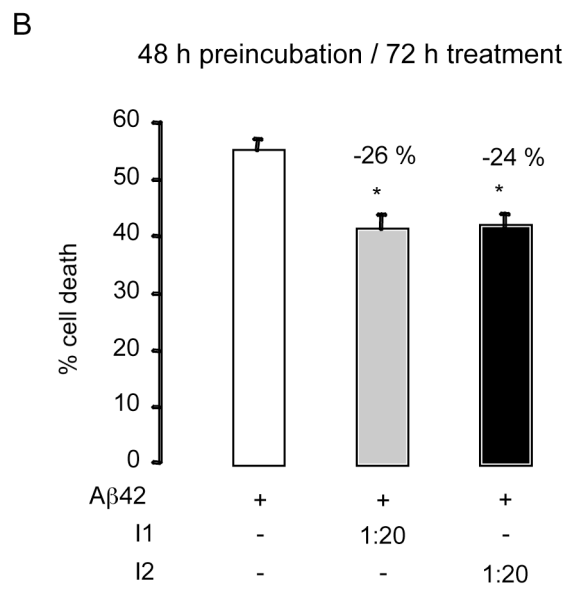 B
48 h preincubation / 72 h treatment
60
-26 %
-24 %
50
*
*
40
% cell death
30
20
10
0
Aβ42 + + +
I1 - 1:20 -
I2 - - 1:20